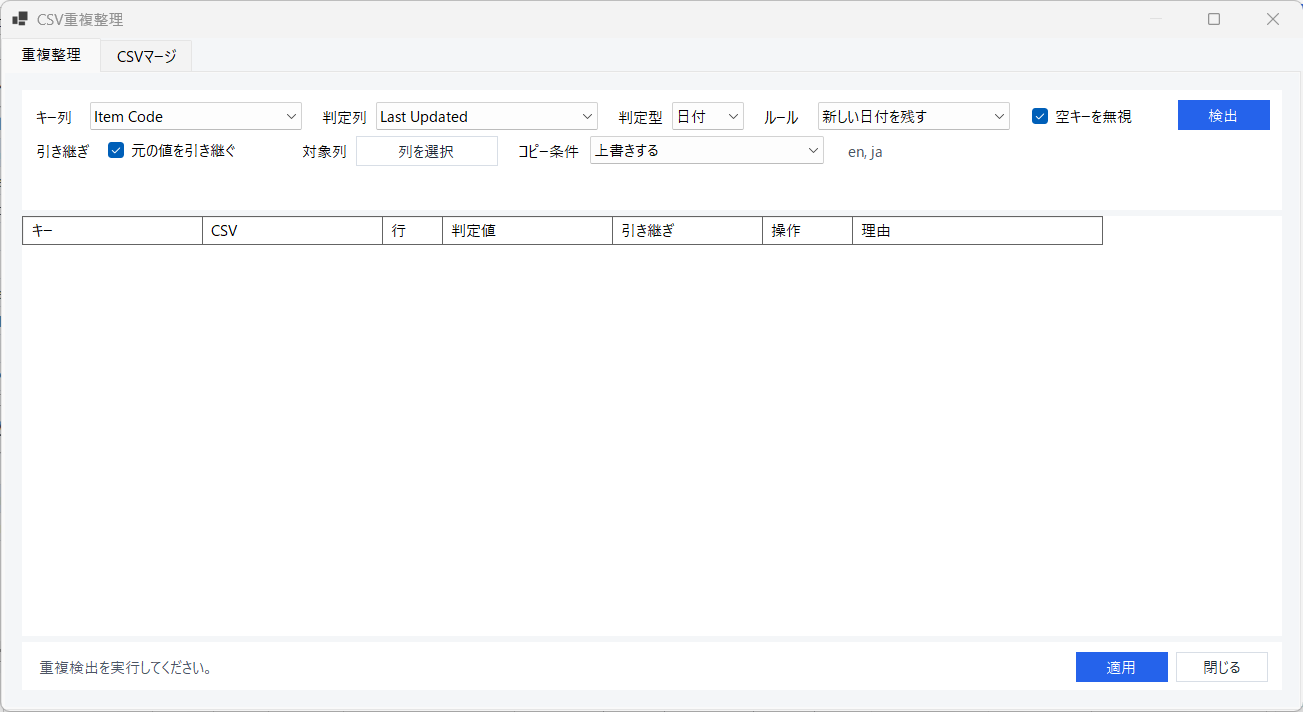 CSV重複整理
重複整理 CSVマージ
キー列 Item Code 判定列 Last Updated 判定型 日付 ルール 新しい日付を残す 空キーを無視 検出
引き継ぎ 元の値を引き継ぐ 対象列 列を選択 コピー条件 上書きする en, ja
キー CSV 行 判定値 引き継ぎ 操作 理由
重複検出を実行してください。 適用 閉じる